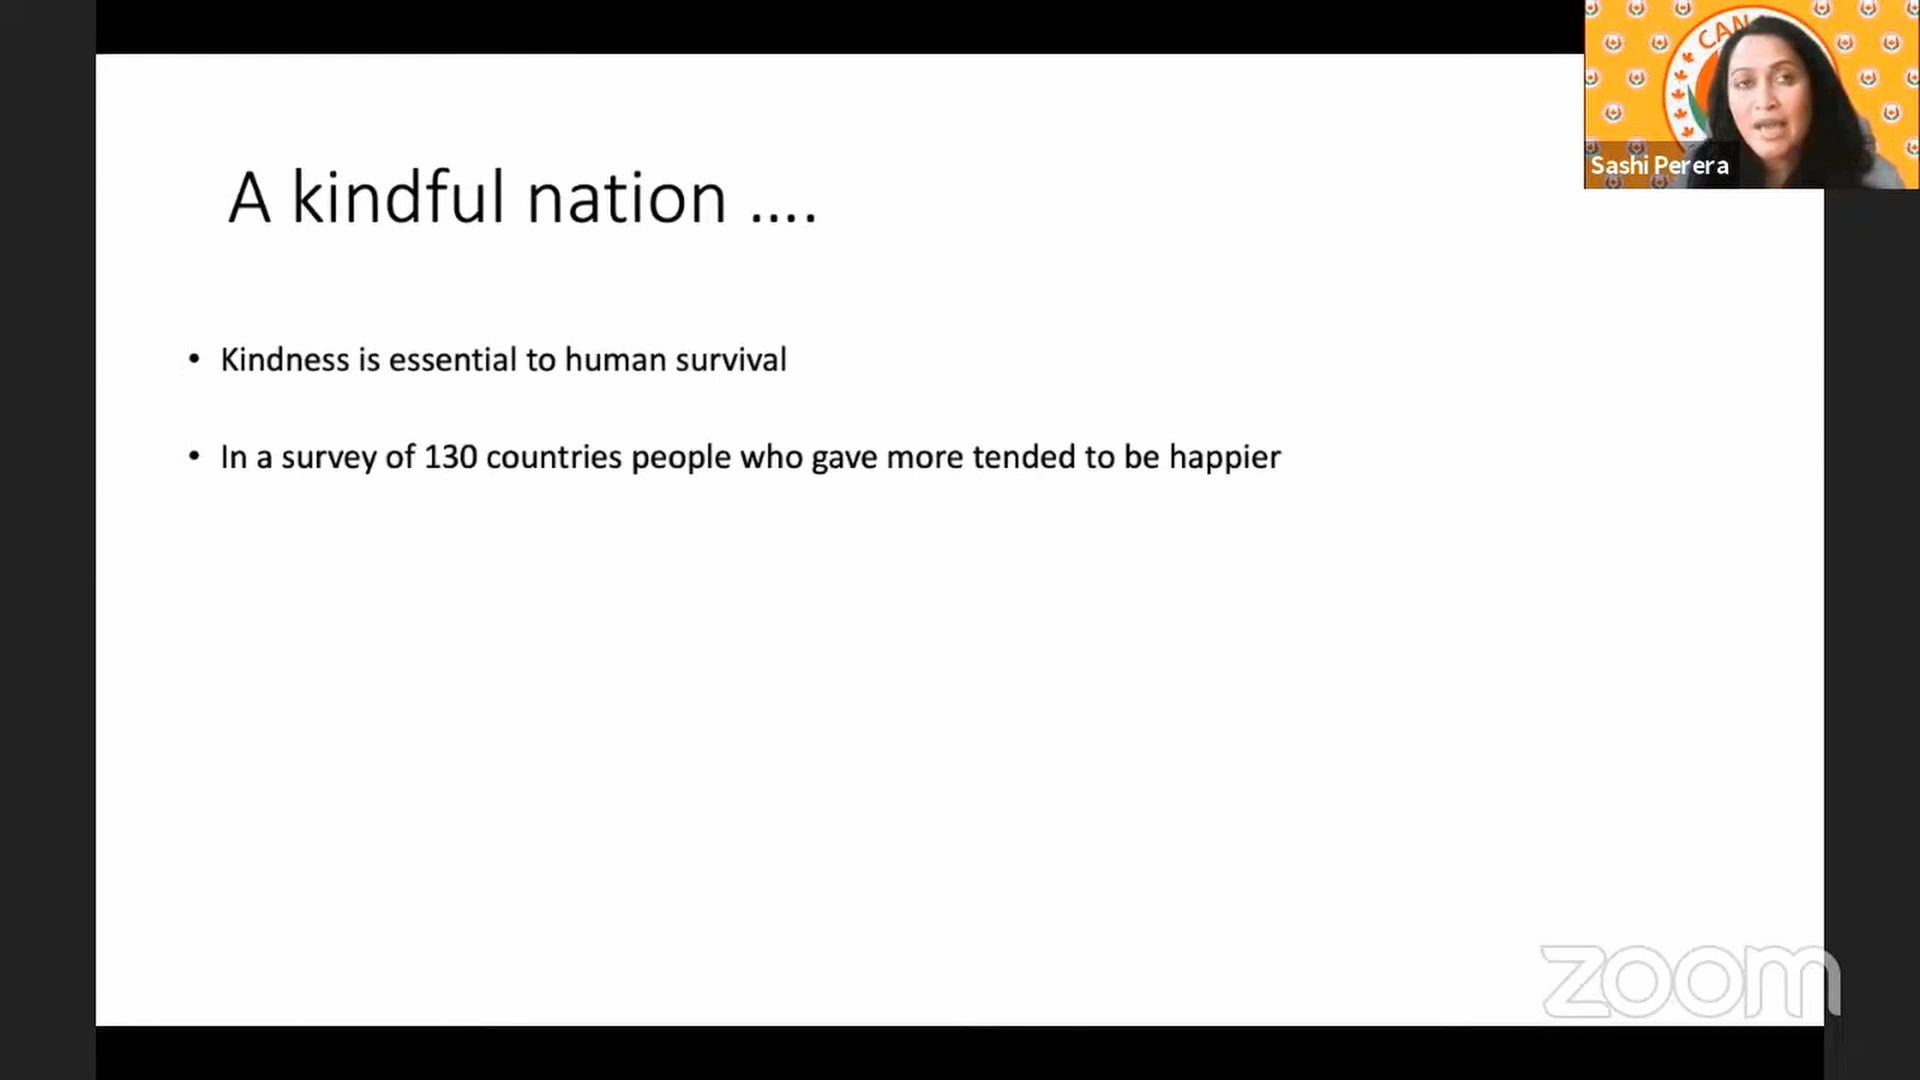 CAN
Sashi Perera
A kindful nation ....
• Kindness is essential to human survival
• In a survey of 130 countries people who gave more tended to be happier
zoom